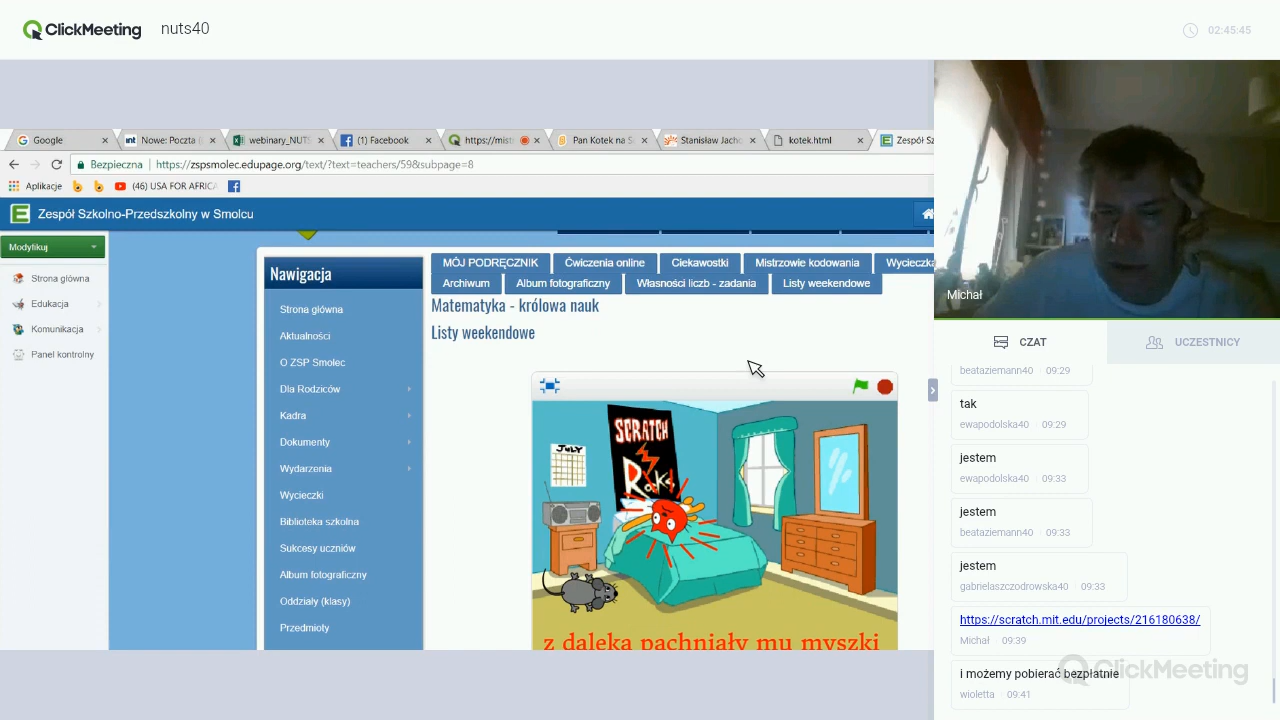 ClickMeeting
nuts40
02:45:45
Google
Nowe: Poczta
webinary_NUTS
(1) Facebook
https://mist
Pan Kotek na S
Stanisław Jacho
kotek.html
Zespół Sz
Bezpieczna
https://zspsmolec.edupage.org/text/?text=teachers/59&subpage=8
Aplikacje
(46) USA FOR AFRICA
Zespół Szkolno-Przedszkolny w Smolcu
Modyfikuj
Strona główna
Edukacja
Komunikacja
Panel kontrolny
Nawigacja
Strona główna
Aktualności
O ZSP Smolec
Dla Rodziców
Kadra
Dokumenty
Wydarzenia
Wycieczki
Biblioteka szkolna
Sukcesy uczniów
Album fotograficzny
Oddziały (klasy)
Przedmioty
MÓJ PODRĘCZNIK
Ćwiczenia online
Ciekawostki
Mistrzowie kodowania
Wycieczka
Archiwum
Album fotograficzny
Własności liczb - zadania
Listy weekendowe
Matematyka - królowa nauk
Listy weekendowe
SCRATCH
Rokd
JULY
z daleka pachniały mu myszki
Michał
CZAT
UCZESTNICY
beataziemann40 · 09:29
tak
ewapodolska40 · 09:29
jestem
ewapodolska40 · 09:33
jestem
beataziemann40 · 09:33
jestem
gabrielaszczodrowska40 · 09:33
https://scratch.mit.edu/projects/216180638/
Michał · 09:39
i możemy pobierać bezpłatnie
wioletta · 09:41
ClickMeeting